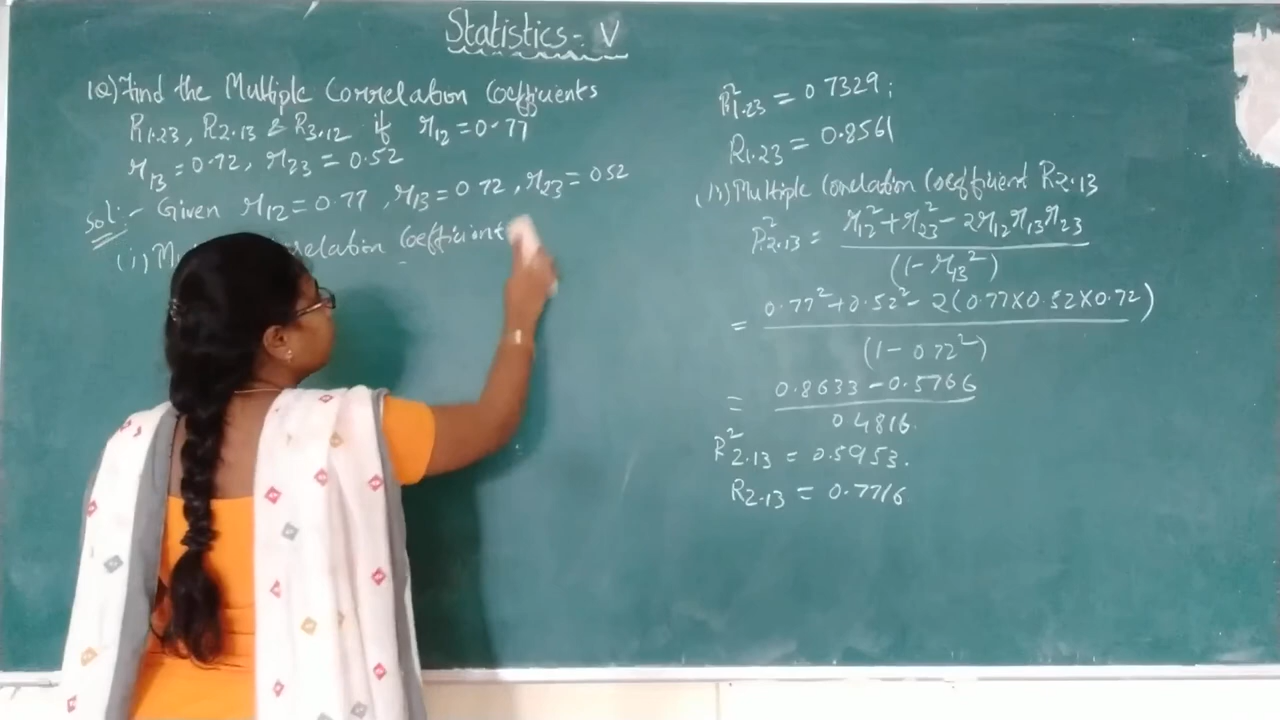 Statistics - V
1Q) Find the Multiple Correlation Coefficients
R1.23, R2.13 & R3.12 if r12 = 0.77
r13 = 0.72, r23 = 0.52
Sol:- Given r12 = 0.77, r13 = 0.72, r23 = 0.52
(i) Correlation Coefficient
R²1.23 = 0.7329;
R1.23 = 0.8561
(ii) Multiple Correlation Coefficient R2.13
R²2.13 = r12² + r23² - 2r12r13r23
(1 - r13²)
= 0.77² + 0.52² - 2(0.77×0.52×0.72)
(1 - 0.72²)
= 0.8633 - 0.5766
0.4816.
R²2.13 = 0.5953.
R2.13 = 0.7716